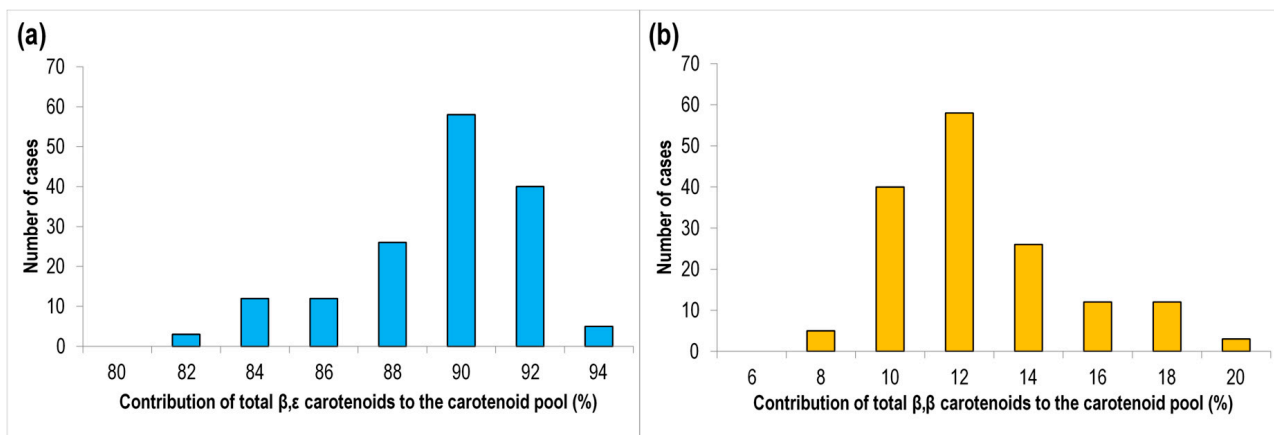 (a)
70
60
50
40
30
20
10
0
Number of cases
80 82 84 86 88 90 92 94
Contribution of total β,ε carotenoids to the carotenoid pool (%)
(b)
70
60
50
40
30
20
10
0
Number of cases
6 8 10 12 14 16 18 20
Contribution of total β,β carotenoids to the carotenoid pool (%)